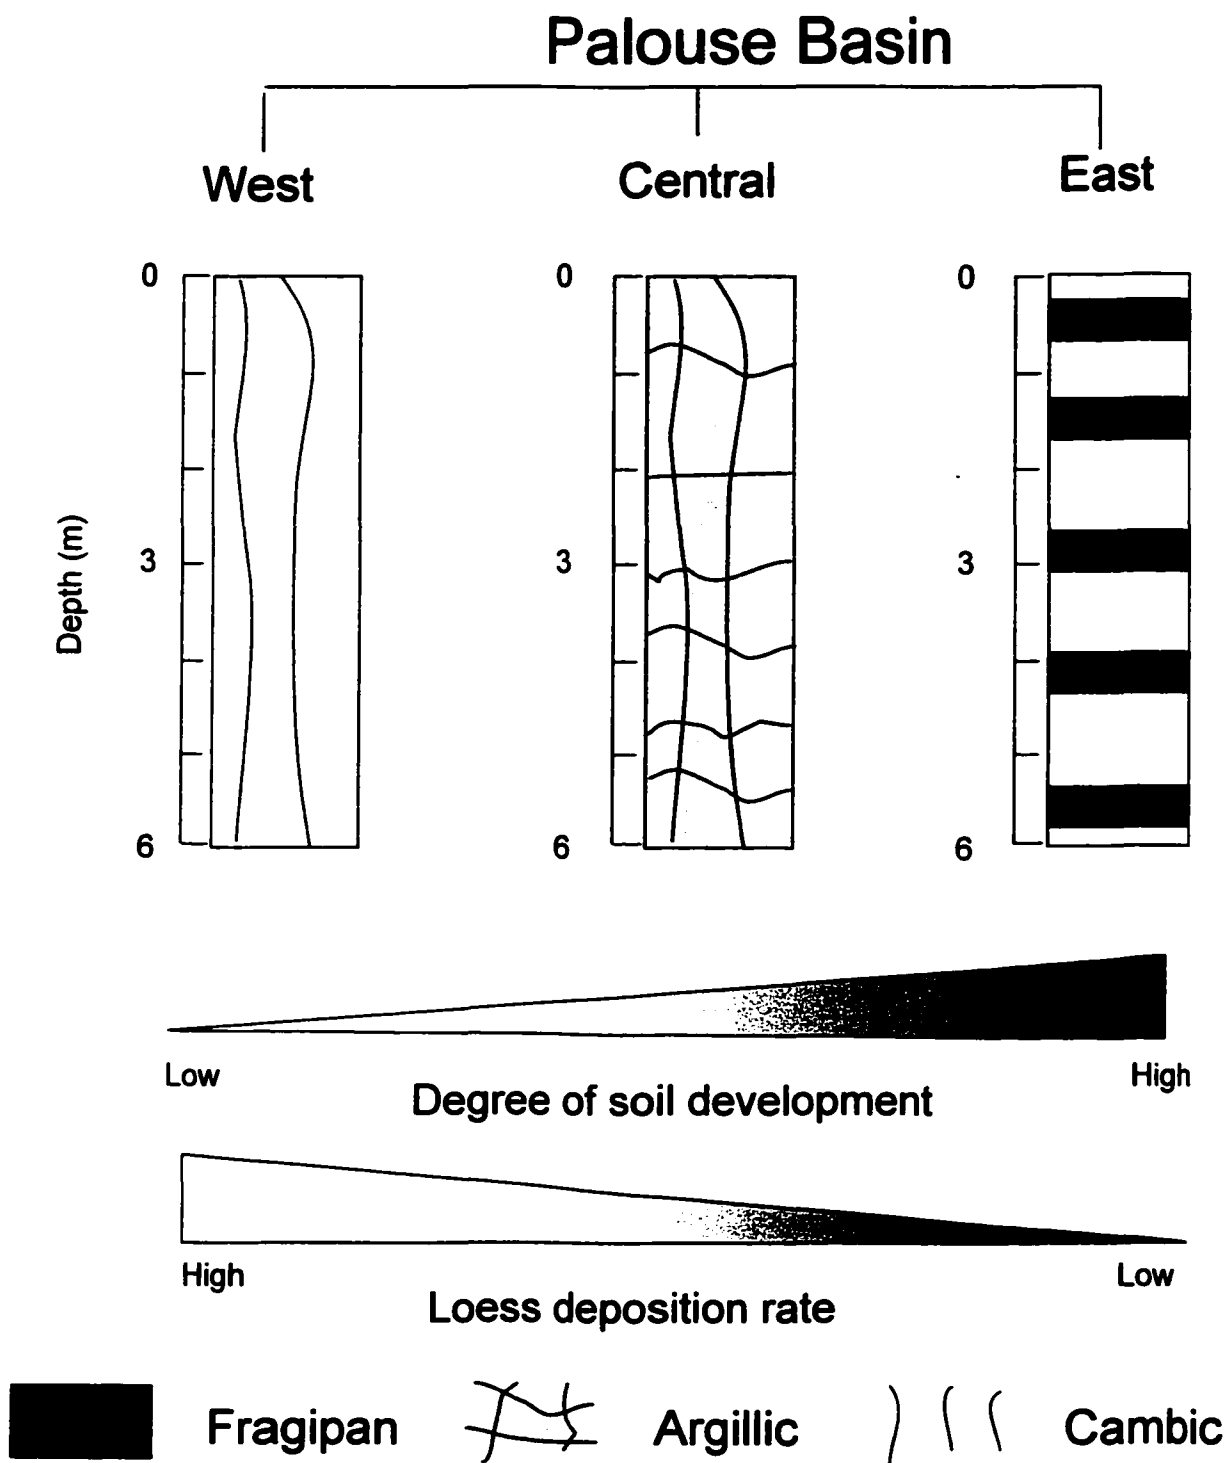 Palouse Basin
West
Central
East
0
0
0
Depth (m)
3
3
3
6
6
6
Low
High
Degree of soil development
High
Low
Loess deposition rate
Fragipan
Argillic
Cambic